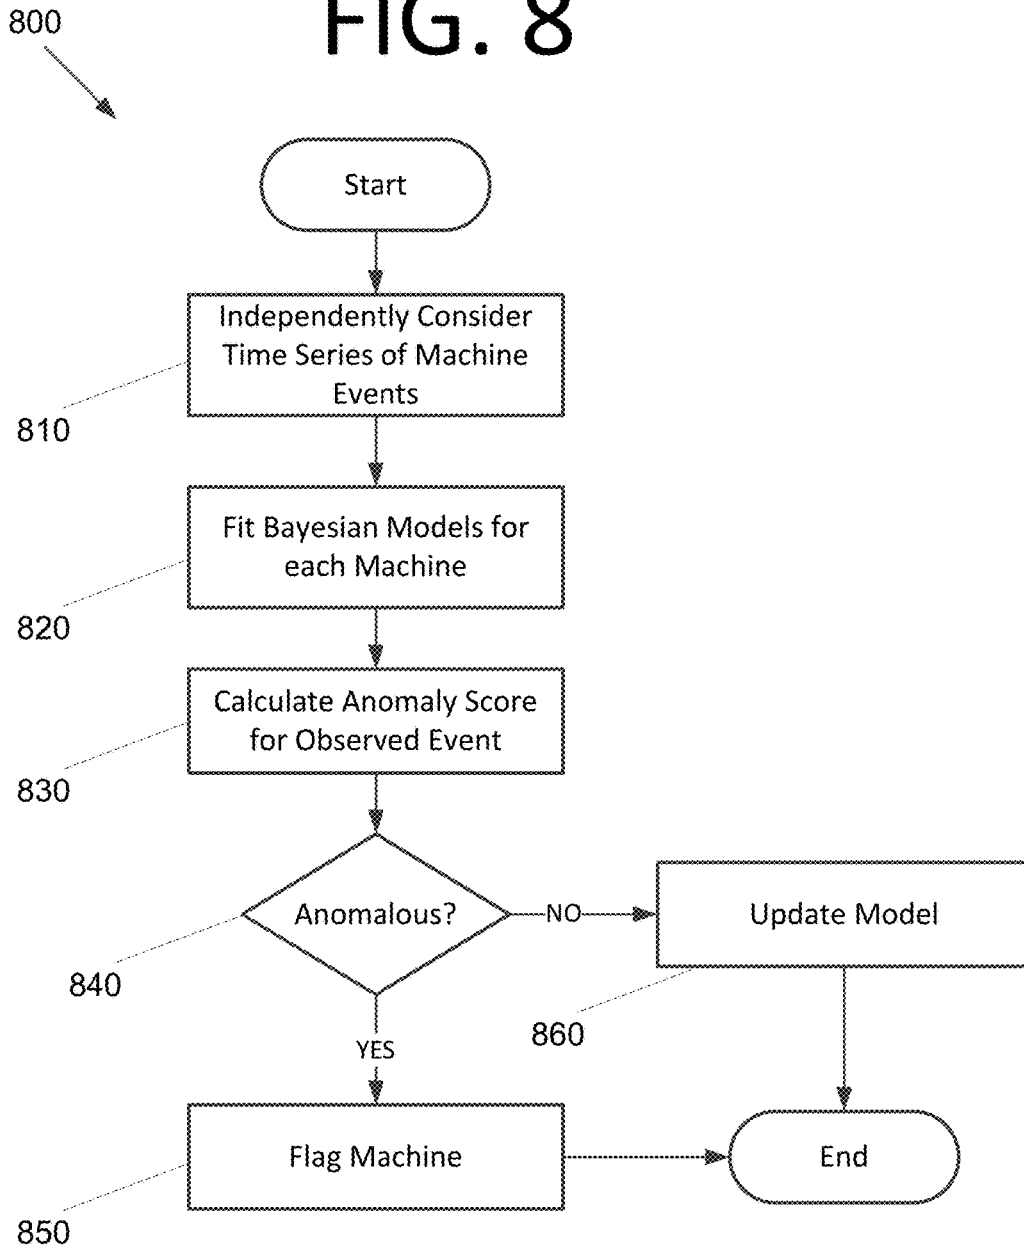 800
FIG. 8
Start
Independently Consider
Time Series of Machine
Events
810
Fit Bayesian Models for
each Machine
820
Calculate Anomaly Score
for Observed Event
830
Anomalous?
NO
Update Model
840
860
YES
Flag Machine
End
850